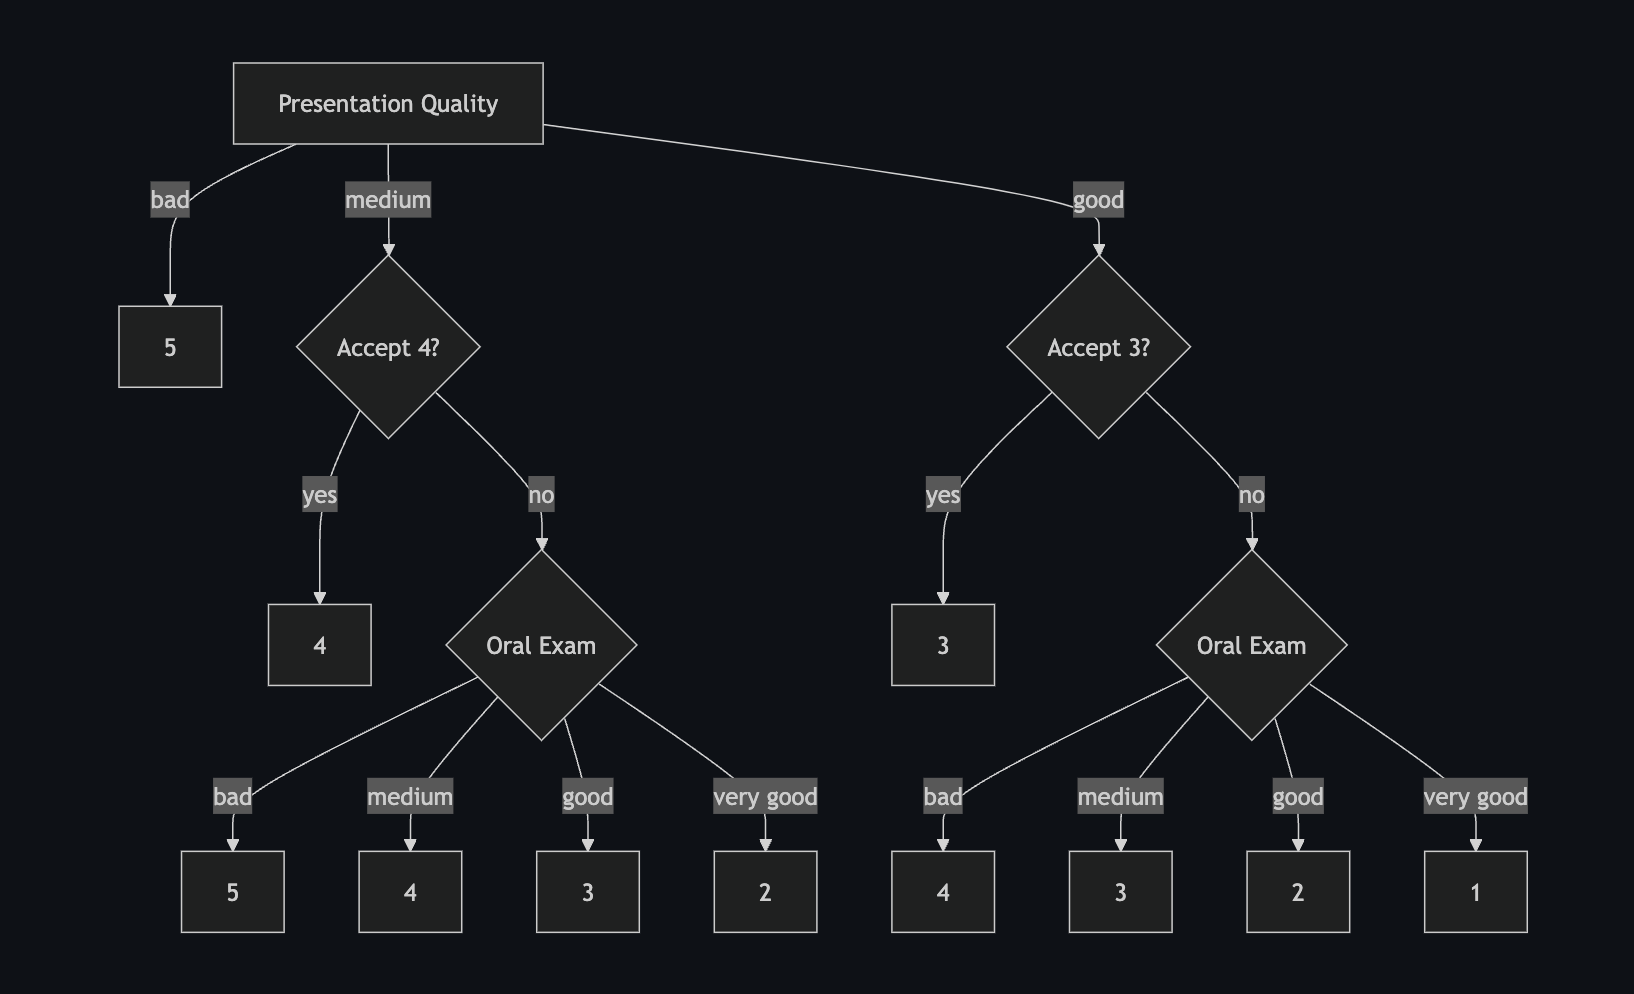 Presentation Quality
bad
medium
good
5
Accept 4?
Accept 3?
yes
no
yes
no
4
Oral Exam
3
Oral Exam
bad
medium
good
very good
bad
medium
good
very good
5
4
3
2
4
3
2
1